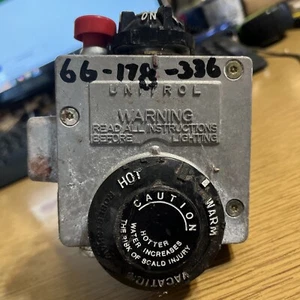 ON
66-178-336
UNITROL
WARNING
READ ALL INSTRUCTIONS
BEFORE LIGHTING
HOT
WARM
VACATION
CAUTION
HOTTER
WATER INCREASES
THE RISK OF SCALD INJURY